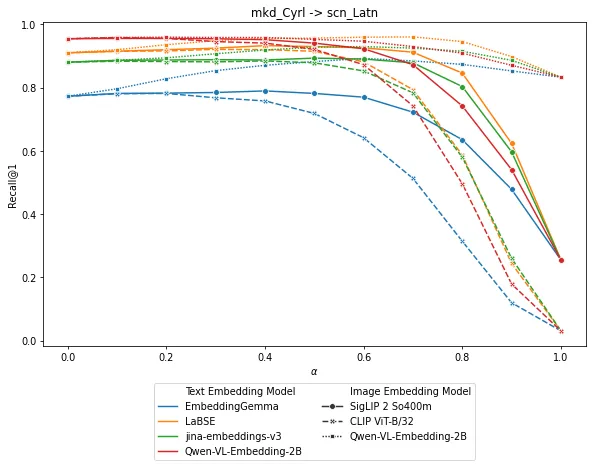 mkd_Cyrl -> scn_Latn
Recall@1
1.0
0.8
0.6
0.4
0.2
0.0
0.0 0.2 0.4 0.6 0.8 1.0
α
Text Embedding Model
EmbeddingGemma
LaBSE
jina-embeddings-v3
Qwen-VL-Embedding-2B
Image Embedding Model
SigLIP 2 So400m
CLIP ViT-B/32
Qwen-VL-Embedding-2B